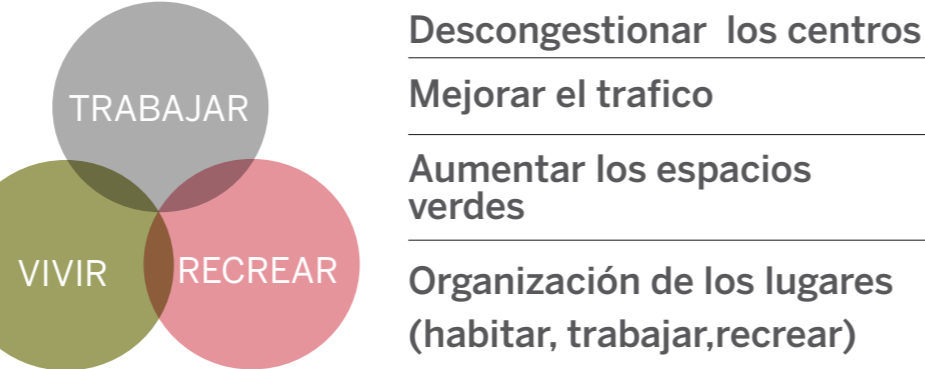 TRABAJAR
VIVIR
RECREAR
Descongestionar los centros
Mejorar el trafico
Aumentar los espacios
verdes
Organización de los lugares
(habitar, trabajar,recrear)